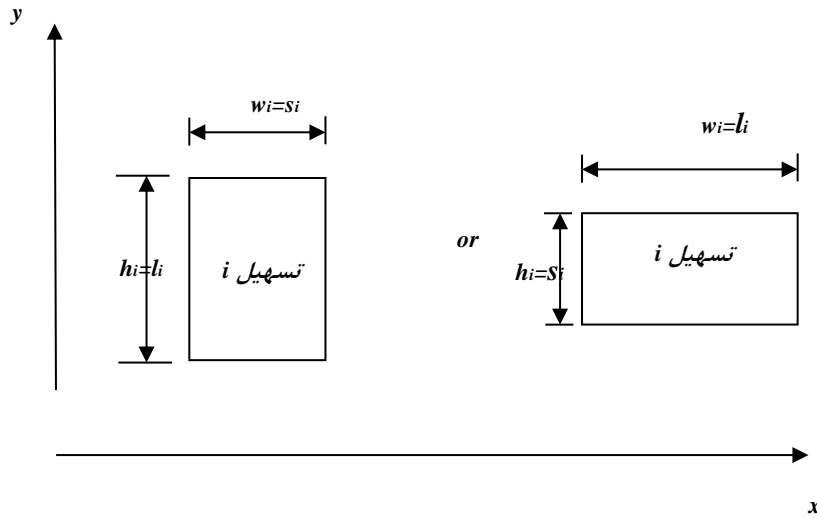 y
wi=si
wi=li
or
hi=li
تسهیل i
hi=si
تسهیل i
x